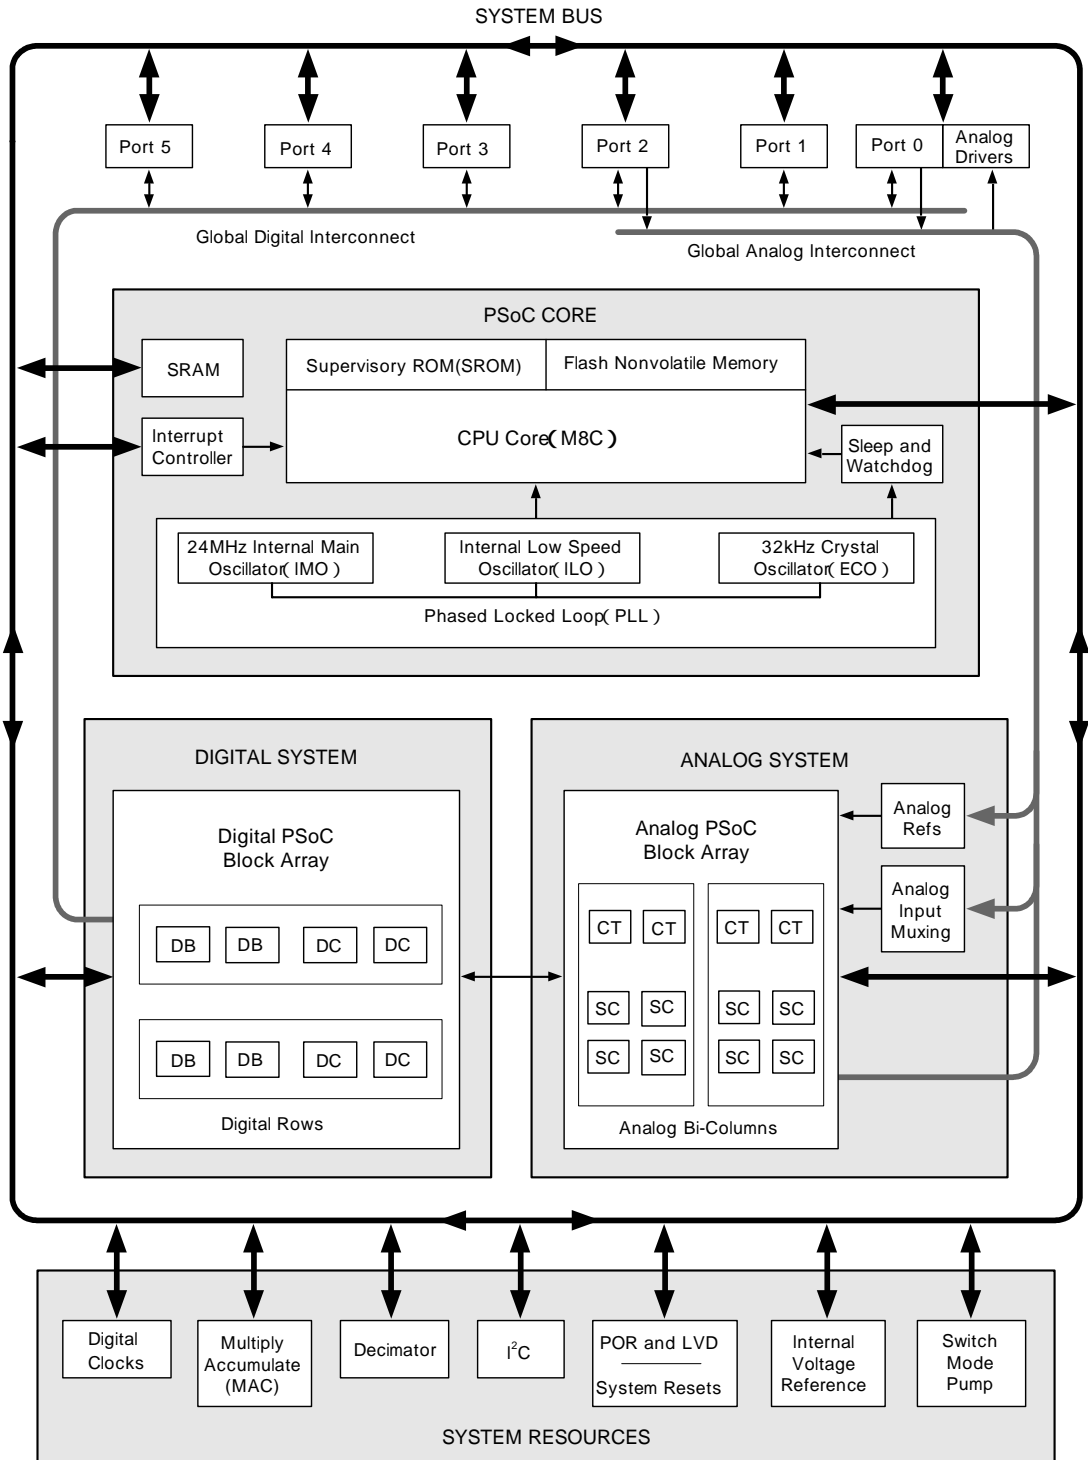 SYSTEM BUS
Port 5
Port 4
Port 3
Port 2
Port 1
Port 0
Analog
Drivers
Global Digital Interconnect
Global Analog Interconnect
PSoC CORE
SRAM
Supervisory ROM(SROM)
Flash Nonvolatile Memory
Interrupt
Controller
CPU Core(M8C)
Sleep and
Watchdog
24MHz Internal Main
Oscillator(IMO)
Internal Low Speed
Oscillator(ILO)
32kHz Crystal
Oscillator(ECO)
Phased Locked Loop(PLL)
DIGITAL SYSTEM
Digital PSoC
Block Array
DB DB DC DC
DB DB DC DC
Digital Rows
ANALOG SYSTEM
Analog PSoC
Block Array
Analog
Refs
Analog
Input
Muxing
CT CT CT CT
SC SC SC SC
SC SC SC SC
Analog Bi-Columns
Digital
Clocks
Multiply
Accumulate
(MAC)
Decimator
I²C
POR and LVD
System Resets
Internal
Voltage
Reference
Switch
Mode
Pump
SYSTEM RESOURCES